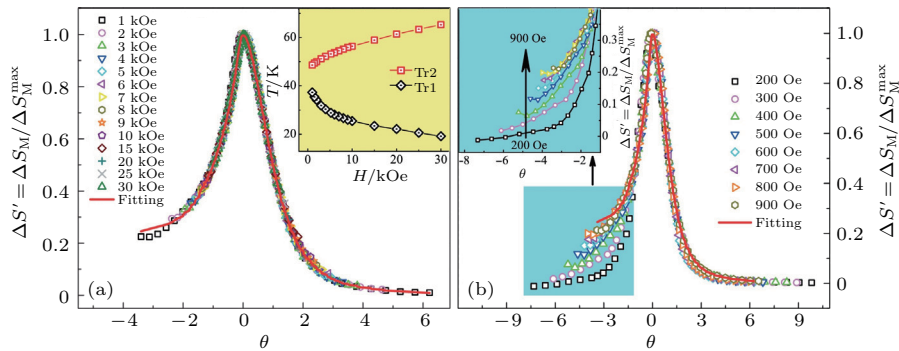 ΔS′ = ΔS_M/ΔS_M^max
1.0
0.8
0.6
0.4
0.2
0
1 kOe
2 kOe
3 kOe
4 kOe
5 kOe
6 kOe
7 kOe
8 kOe
9 kOe
10 kOe
15 kOe
20 kOe
25 kOe
30 kOe
Fitting
(a)
−4 −2 0 2 4 6
θ
T/K
60
40
20
Tr2
Tr1
0 5 10 15 20 25 30
H/kOe
900 Oe
200 Oe
0.3
0.2
0.1
0
ΔS′ = ΔS_M/ΔS_M^max
−8 −6 −4 −2
θ
200 Oe
300 Oe
400 Oe
500 Oe
600 Oe
700 Oe
800 Oe
900 Oe
Fitting
(b)
−9 −6 −3 0 3 6 9
θ
1.0
0.8
0.6
0.4
0.2
0
ΔS′ = ΔS_M/ΔS_M^max